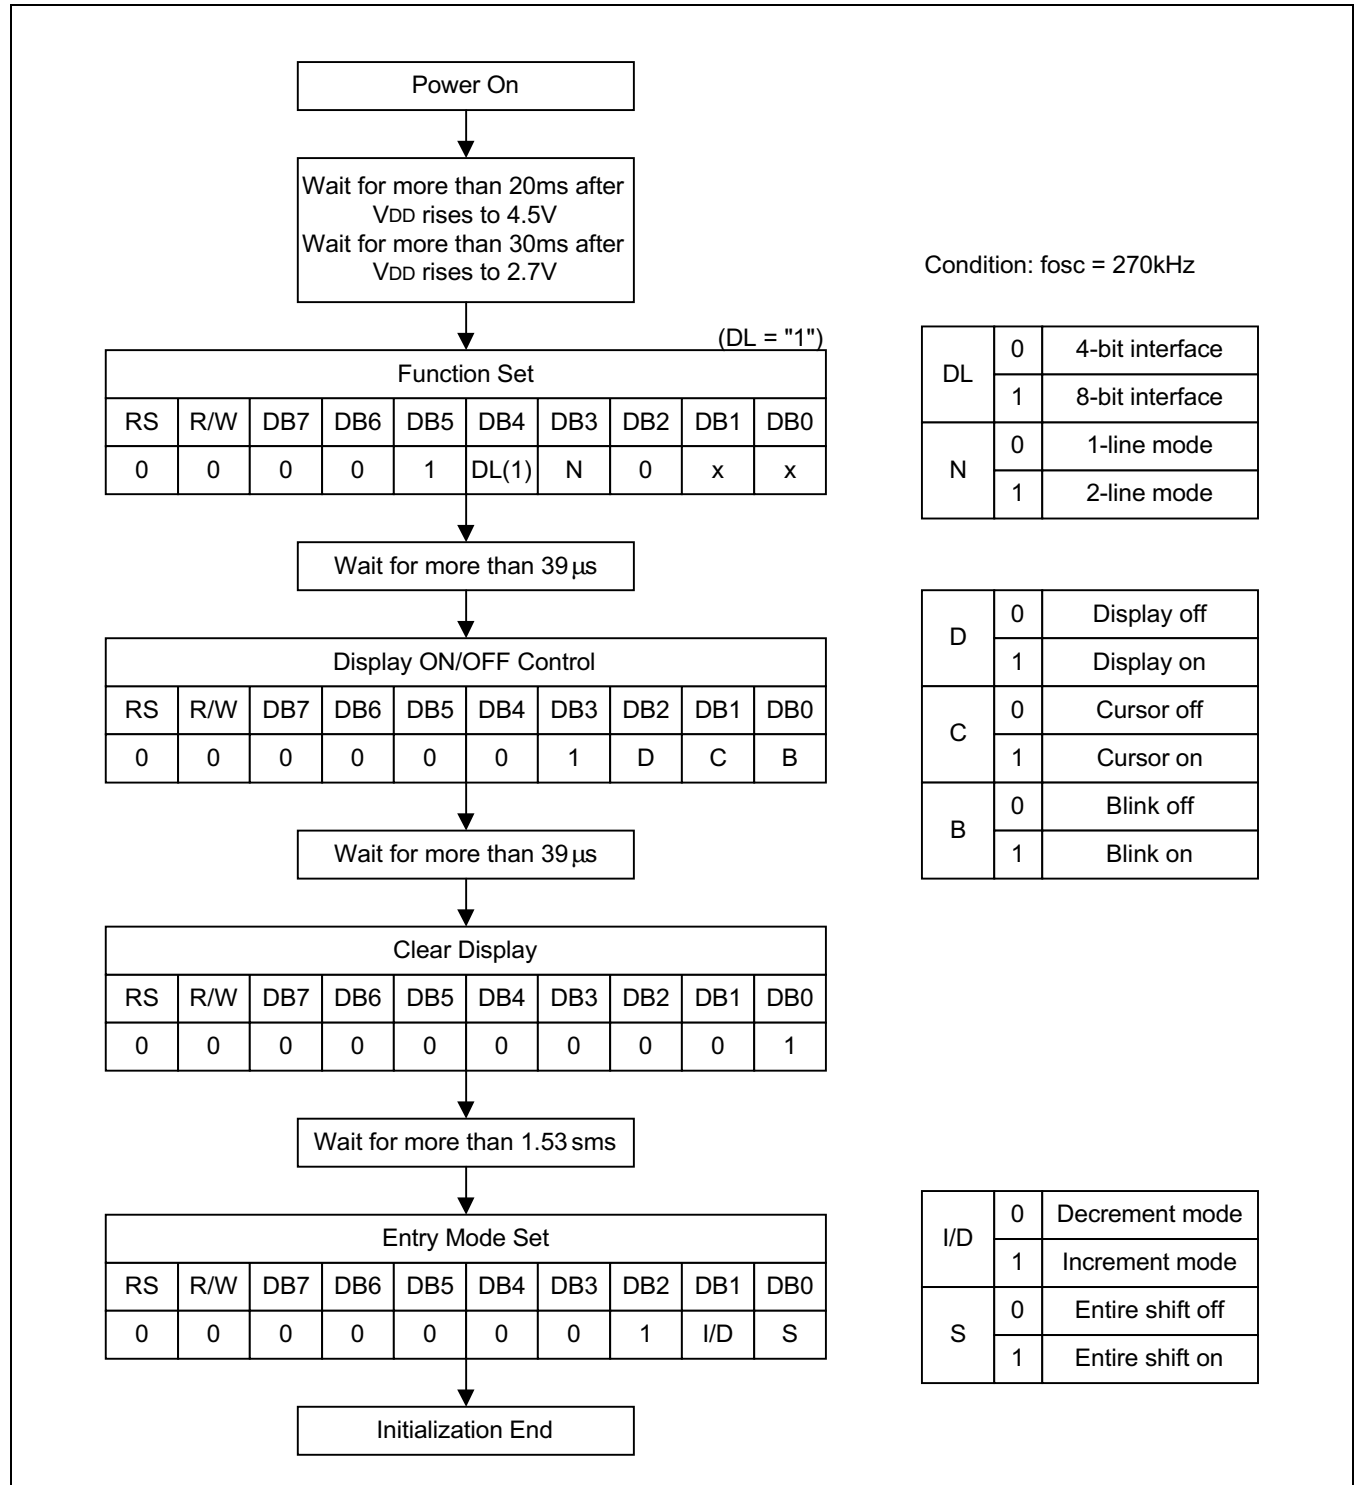 Power On
Wait for more than 20ms after
VDD rises to 4.5V
Wait for more than 30ms after
VDD rises to 2.7V
Condition: fosc = 270kHz
(DL = "1")
Function Set
RS R/W DB7 DB6 DB5 DB4 DB3 DB2 DB1 DB0
0 0 0 0 1 DL(1) N 0 x x
DL 0 4-bit interface
1 8-bit interface
N 0 1-line mode
1 2-line mode
Wait for more than 39µs
Display ON/OFF Control
RS R/W DB7 DB6 DB5 DB4 DB3 DB2 DB1 DB0
0 0 0 0 0 0 1 D C B
D 0 Display off
1 Display on
C 0 Cursor off
1 Cursor on
B 0 Blink off
1 Blink on
Wait for more than 39µs
Clear Display
RS R/W DB7 DB6 DB5 DB4 DB3 DB2 DB1 DB0
0 0 0 0 0 0 0 0 0 1
Wait for more than 1.53 sms
Entry Mode Set
RS R/W DB7 DB6 DB5 DB4 DB3 DB2 DB1 DB0
0 0 0 0 0 0 0 1 I/D S
I/D 0 Decrement mode
1 Increment mode
S 0 Entire shift off
1 Entire shift on
Initialization End